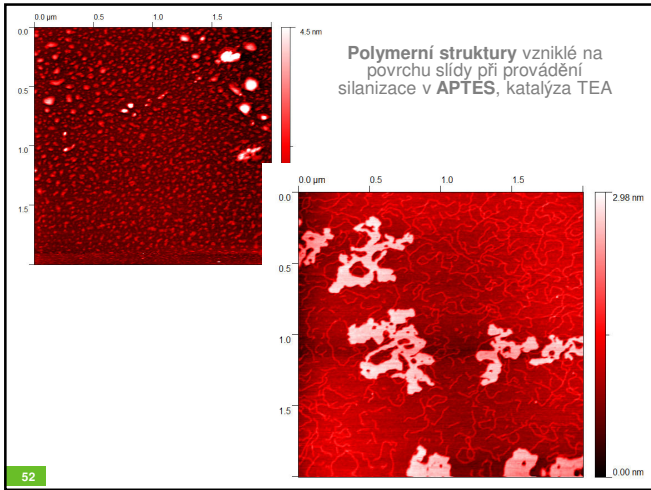 0.0 µm 0.5 1.0 1.5
0.0
0.5
1.0
1.5
4.5 nm
Polymerní struktury vzniklé na
povrchu slídy při provádění
silanizace v APTES, katalýza TEA
0.0 µm 0.5 1.0 1.5
0.0
0.5
1.0
1.5
2.98 nm
0.00 nm
52